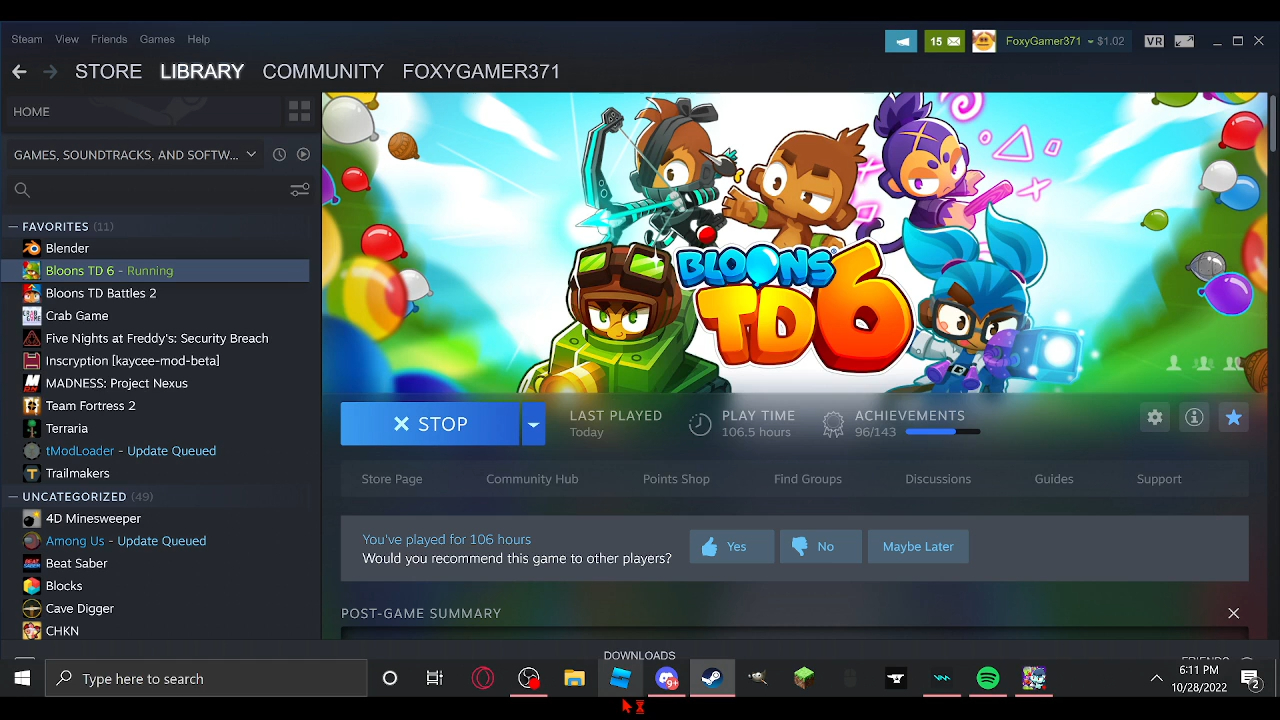 Steam View Friends Games Help
15
FoxyGamer371 $1.02
VR
STORE LIBRARY COMMUNITY FOXYGAMER371
HOME
GAMES, SOUNDTRACKS, AND SOFTW...
FAVORITES (11)
Blender
Bloons TD 6 - Running
Bloons TD Battles 2
Crab Game
Five Nights at Freddy's: Security Breach
Inscryption [kaycee-mod-beta]
MADNESS: Project Nexus
Team Fortress 2
Terraria
tModLoader - Update Queued
Trailmakers
UNCATEGORIZED (49)
4D Minesweeper
Among Us - Update Queued
Beat Saber
Blocks
Cave Digger
CHKN
BLOONS
TD6
STOP
LAST PLAYED
Today
PLAY TIME
106.5 hours
ACHIEVEMENTS
96/143
Store Page Community Hub Points Shop Find Groups Discussions Guides Support
You've played for 106 hours
Would you recommend this game to other players?
Yes No Maybe Later
POST-GAME SUMMARY
DOWNLOADS
Type here to search
9+
6:11 PM
10/28/2022
2